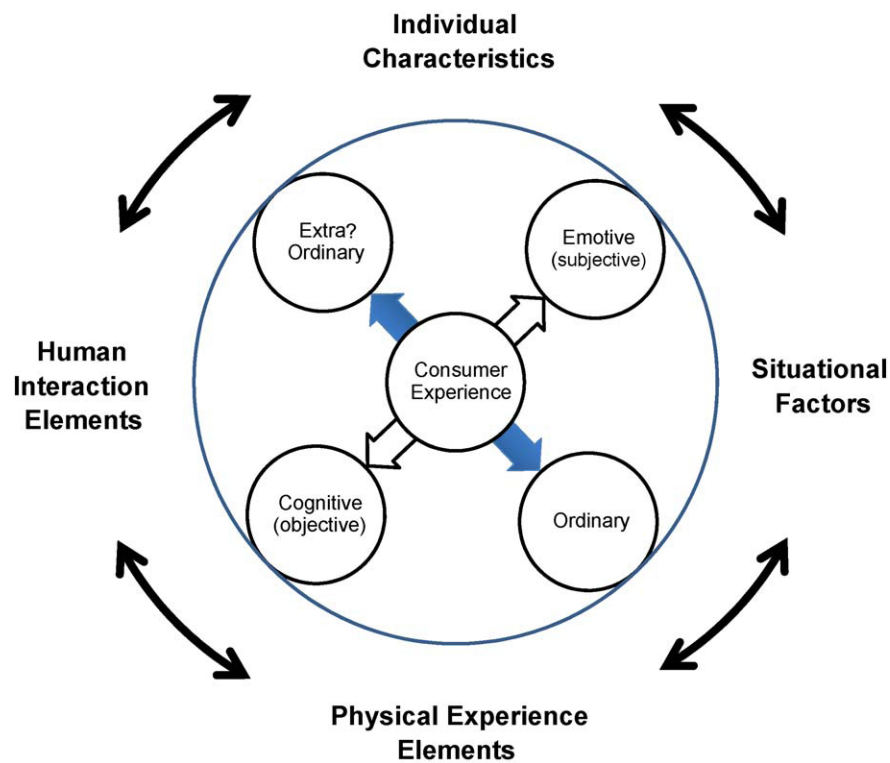 Individual
Characteristics
Extra?
Ordinary
Emotive
(subjective)
Human
Interaction
Elements
Consumer
Experience
Situational
Factors
Cognitive
(objective)
Ordinary
Physical Experience
Elements